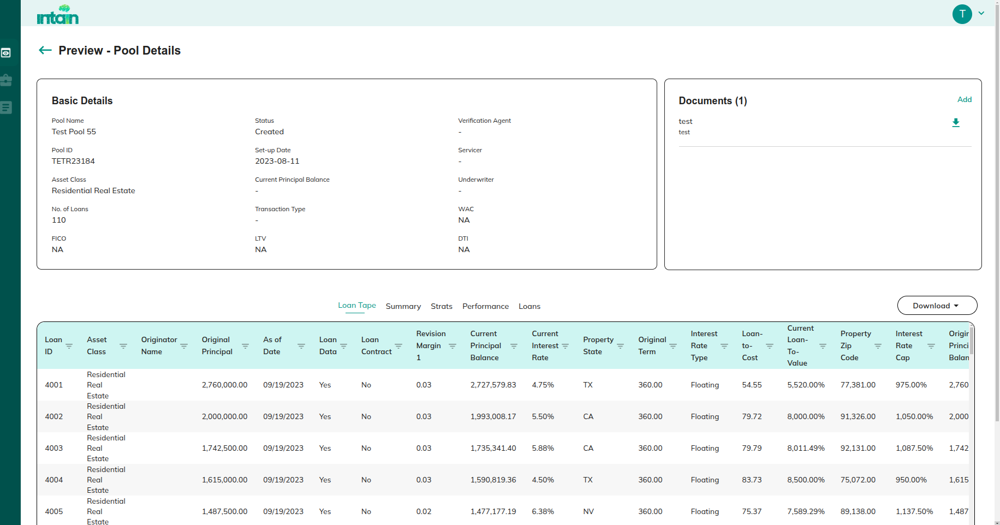 intain
T
Preview - Pool Details
Basic Details
Pool Name
Test Pool 55
Status
Created
Verification Agent
-
Pool ID
TETR23184
Set-up Date
2023-08-11
Servicer
-
Asset Class
Residential Real Estate
Current Principal Balance
-
Underwriter
-
No. of Loans
110
Transaction Type
-
WAC
NA
FICO
NA
LTV
NA
DTI
NA
Documents (1)
Add
test
test
Loan Tape Summary Strats Performance Loans
Download
Loan ID
Asset Class
Originator Name
Original Principal
As of Date
Loan Data
Loan Contract
Revision Margin 1
Current Principal Balance
Current Interest Rate
Property State
Original Term
Interest Rate Type
Loan-to-Cost
Current Loan-To-Value
Property Zip Code
Interest Rate Cap
Origin Princi Balan
4001 Residential Real Estate 2,760,000.00 09/19/2023 Yes No 0.03 2,727,579.83 4.75% TX 360.00 Floating 54.55 5,520.00% 77,381.00 975.00% 2,760
4002 Residential Real Estate 2,000,000.00 09/19/2023 Yes No 0.03 1,993,008.17 5.50% CA 360.00 Floating 79.72 8,000.00% 91,326.00 1,050.00% 2,000
4003 Residential Real Estate 1,742,500.00 09/19/2023 Yes No 0.03 1,735,341.40 5.88% CA 360.00 Floating 79.79 8,011.49% 92,131.00 1,087.50% 1,742
4004 Residential Real Estate 1,615,000.00 09/19/2023 Yes No 0.03 1,590,819.36 4.50% TX 360.00 Floating 83.73 8,500.00% 75,072.00 950.00% 1,615
4005 Residential Real Estate 1,487,500.00 09/19/2023 Yes No 0.02 1,477,177.19 6.38% NV 360.00 Floating 75.37 7,589.29% 89,138.00 1,137.50% 1,487